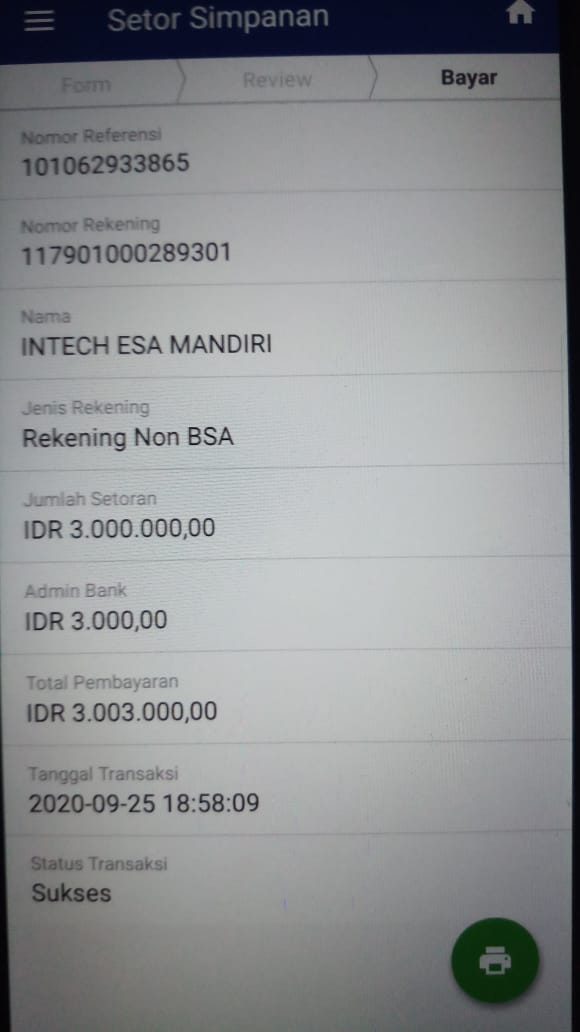 Setor Simpanan
Form
Review
Bayar
Nomor Referensi
101062933865
Nomor Rekening
117901000289301
Nama
INTECH ESA MANDIRI
Jenis Rekening
Rekening Non BSA
Jumlah Setoran
IDR 3.000.000,00
Admin Bank
IDR 3.000,00
Total Pembayaran
IDR 3.003.000,00
Tanggal Transaksi
2020-09-25 18:58:09
Status Transaksi
Sukses